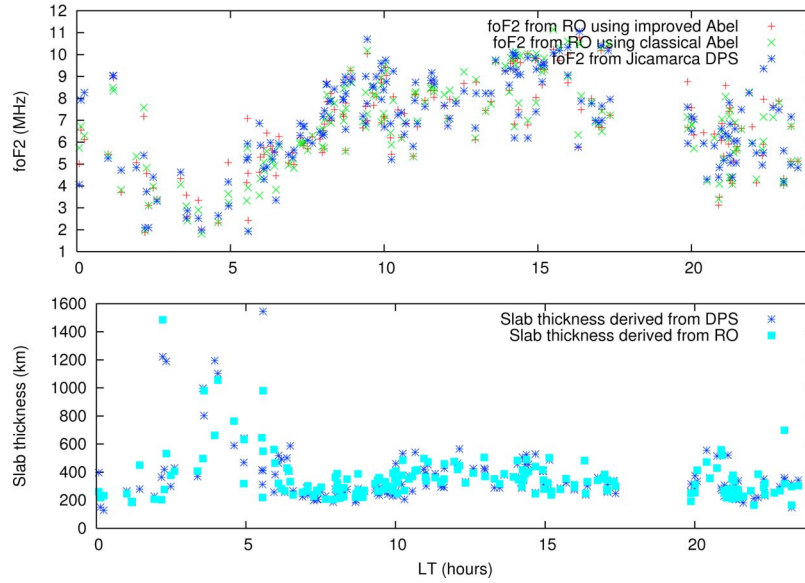 12
11
10
9
8
7
6
5
4
3
2
1
foF2 (MHz)
foF2 from RO using improved Abel
foF2 from RO using classical Abel
foF2 from Jicamarca DPS
0 5 10 15 20
1600
1400
1200
1000
800
600
400
200
0
Slab thickness (km)
Slab thickness derived from DPS
Slab thickness derived from RO
0 5 10 15 20
LT (hours)